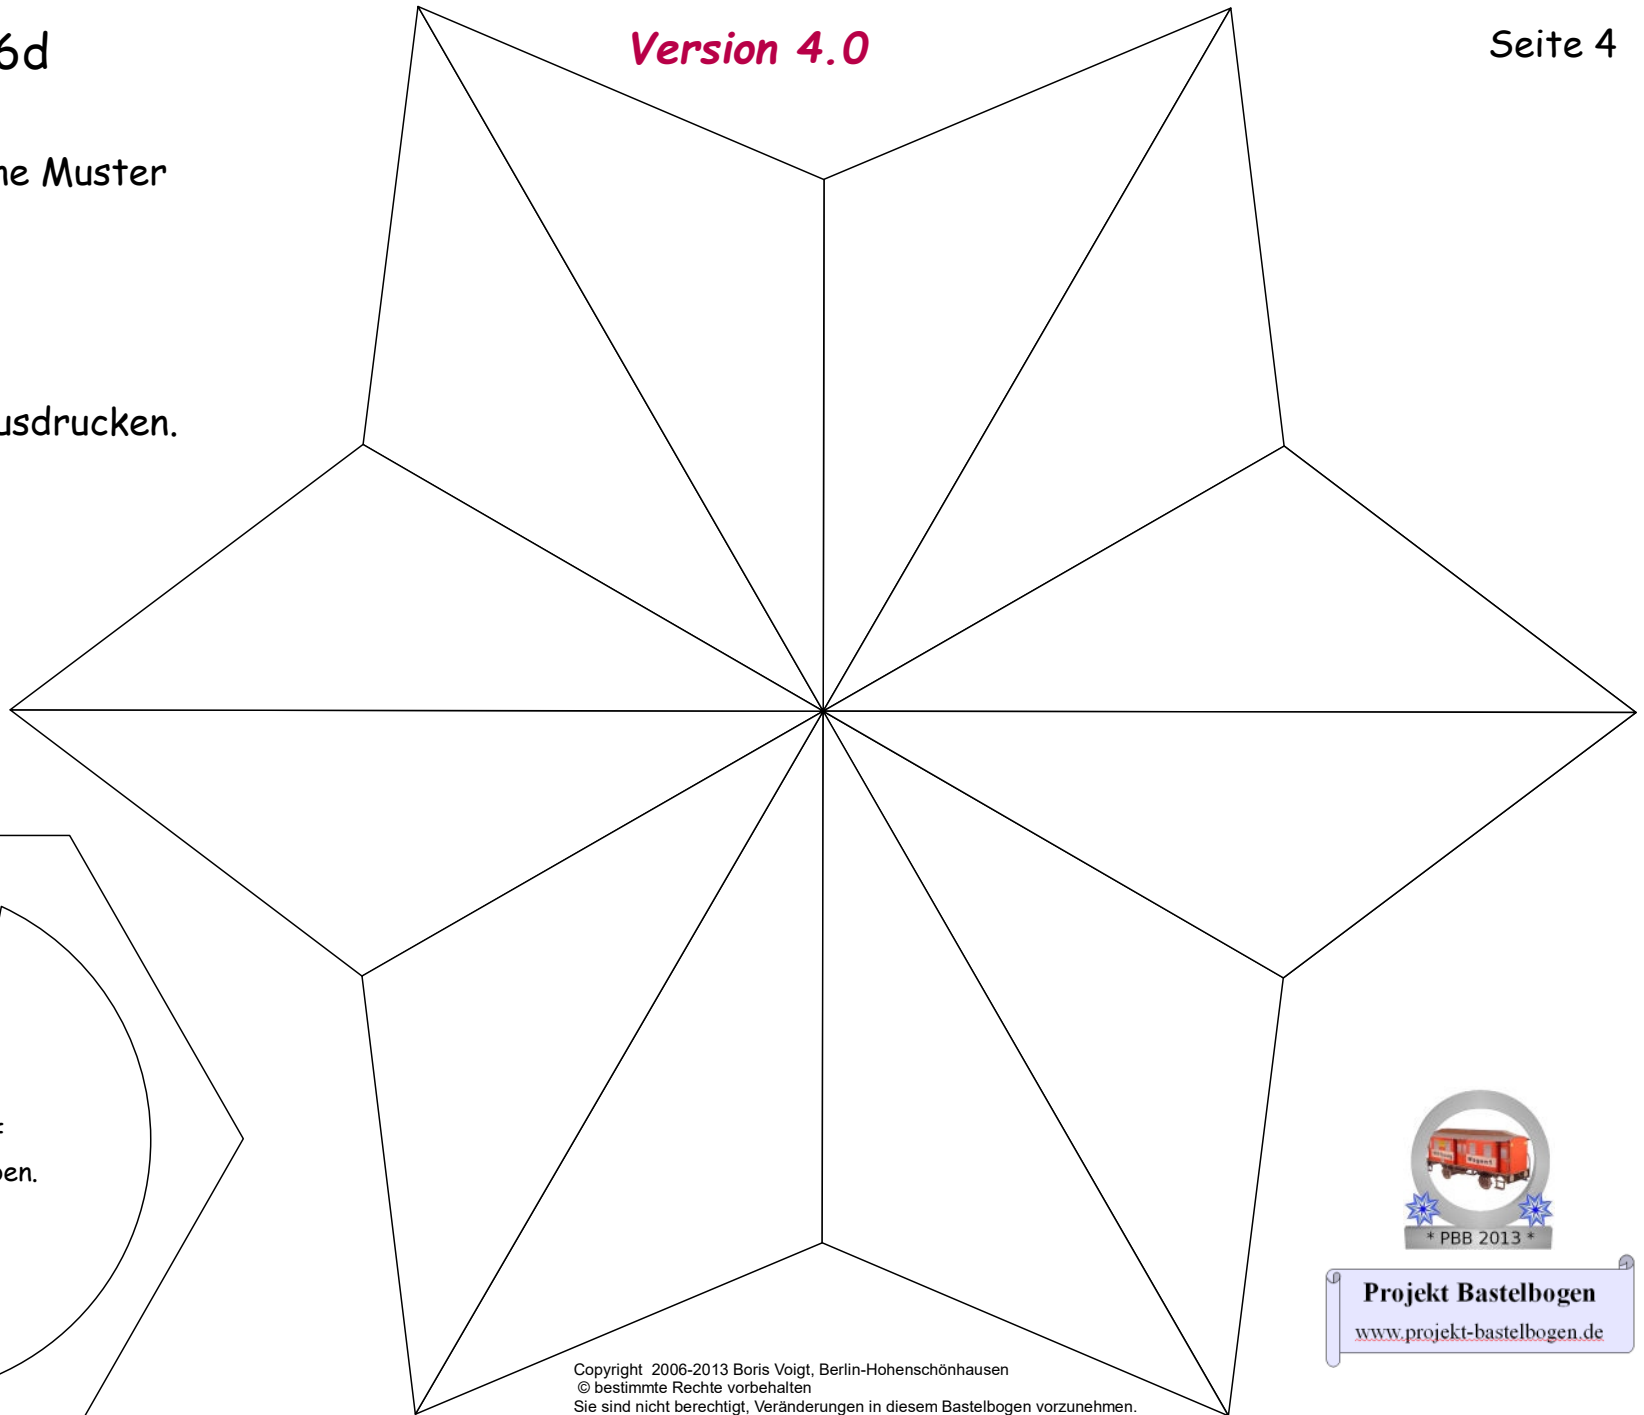 6d
Version 4.0
Seite 4
ne Muster
usdrucken.
en.
* PBB 2013 *
Projekt Bastelbogen
www.projekt-bastelbogen.de
Copyright 2006-2013 Boris Voigt, Berlin-Hohenschönhausen
© bestimmte Rechte vorbehalten
Sie sind nicht berechtigt, Veränderungen in diesem Bastelbogen vorzunehmen.